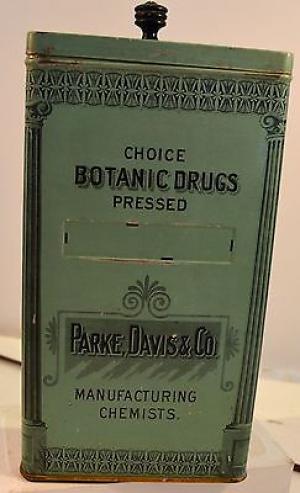 CHOICE
BOTANIC DRUGS
PRESSED
PARKE, DAVIS & CO.
MANUFACTURING
CHEMISTS.